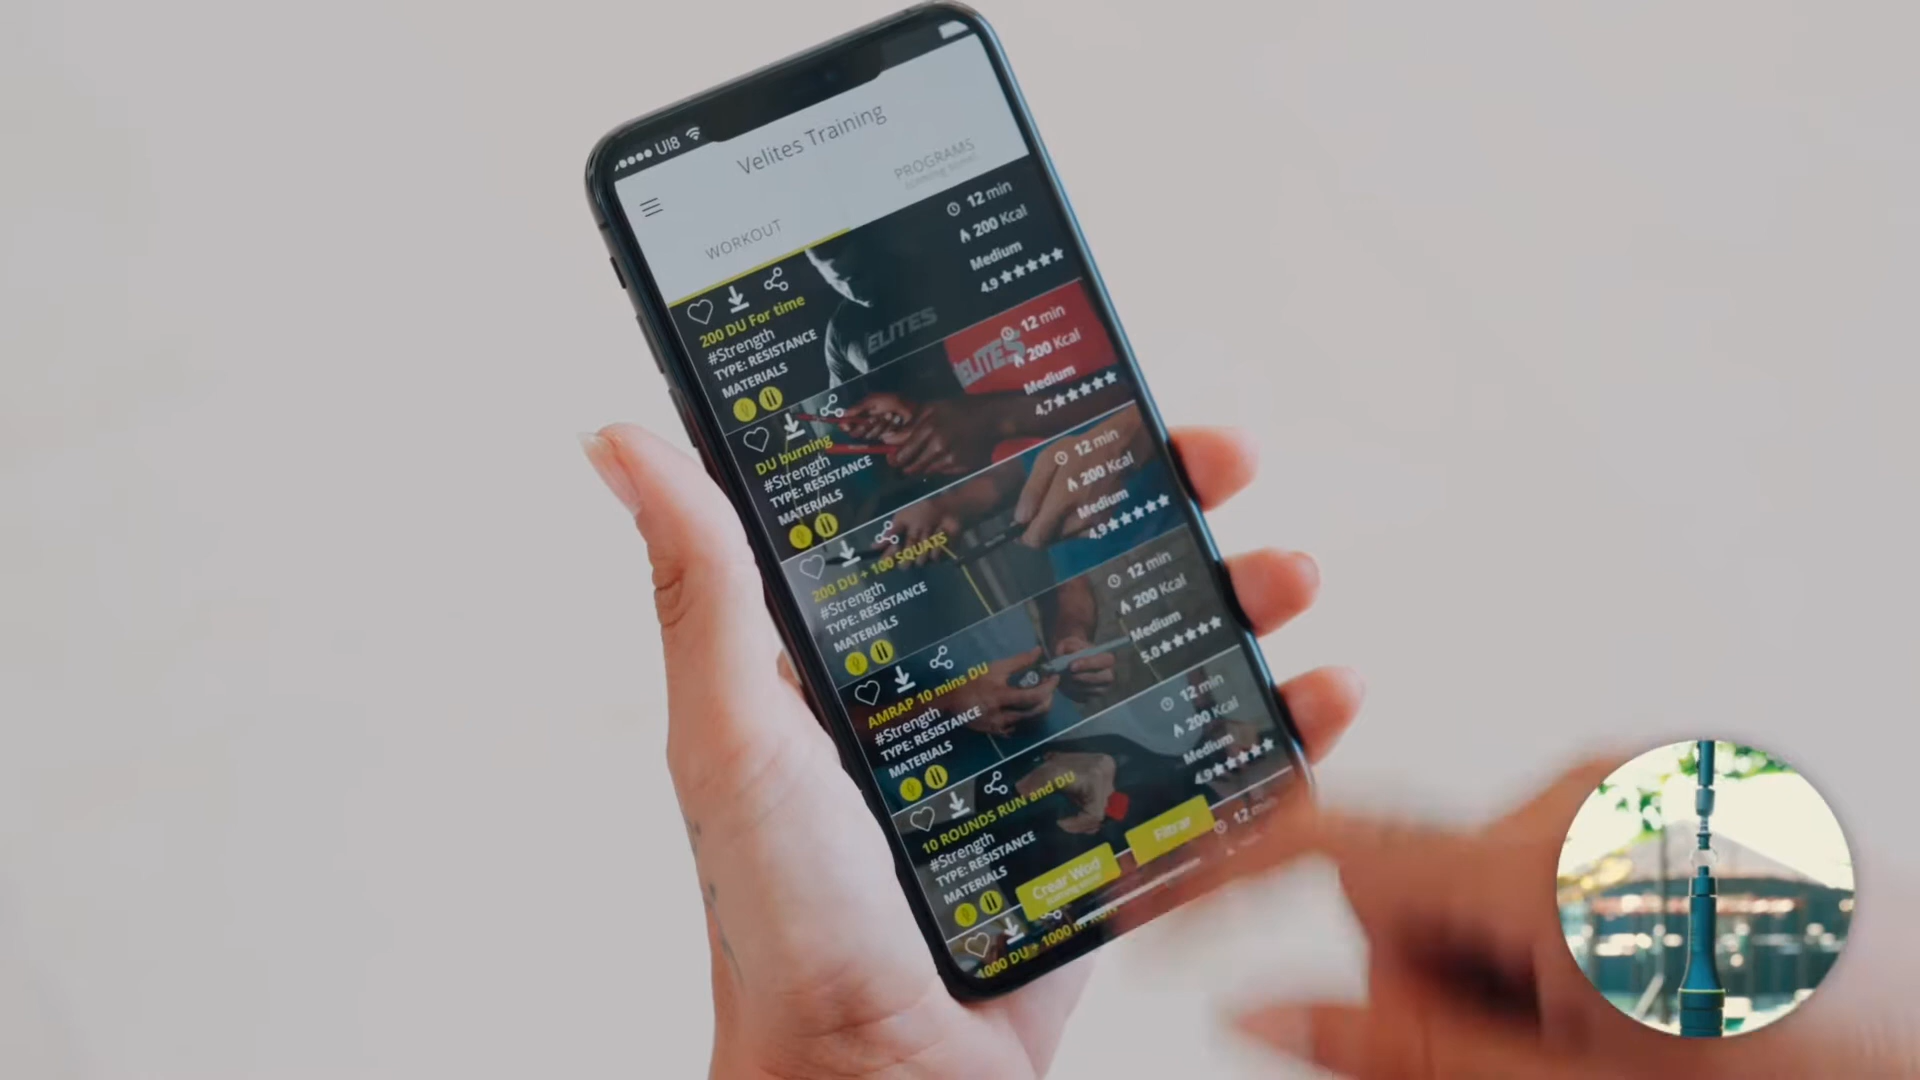 UI8
Velites Training
WORKOUT
PROGRAMS
200 DU For time
#Strength
TYPE: RESISTANCE
MATERIALS
12 min
200 Kcal
Medium
4.9
ELITES
DU burning
#Strength
TYPE: RESISTANCE
MATERIALS
12 min
200 Kcal
Medium
4,7
ELITES
200 DU + 100 SQUATS
#Strength
TYPE: RESISTANCE
MATERIALS
12 min
200 Kcal
Medium
4,9
AMRAP 10 mins DU
#Strength
TYPE: RESISTANCE
MATERIALS
12 min
200 Kcal
Medium
5.0
10 ROUNDS RUN and DU
#Strength
TYPE: RESISTANCE
MATERIALS
12 min
200 Kcal
Medium
4.9
Crear Wod
Filtrar
12 min
1000 DU + 1000 m RUN